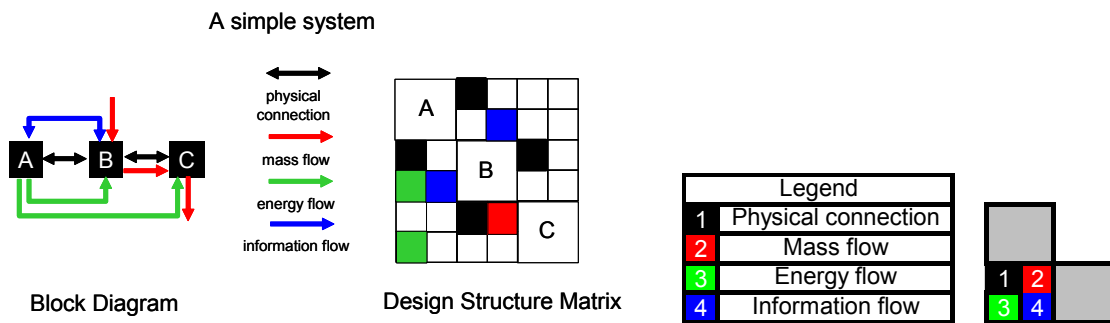 A simple system
A B C
Block Diagram
physical
connection
mass flow
energy flow
information flow
A
B
C
Design Structure Matrix
Legend
1 Physical connection
2 Mass flow
3 Energy flow
4 Information flow
1 2
3 4